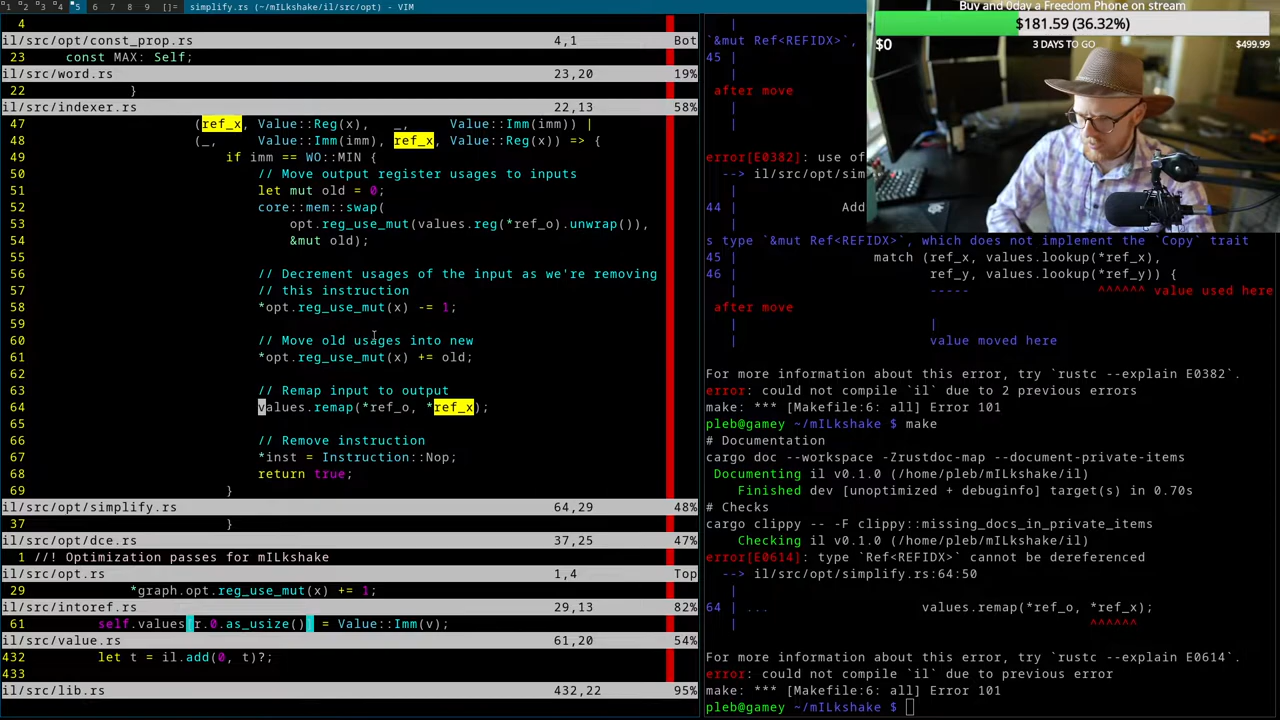 1 2 3 4 5 6 7 8 9 []= simplify.rs (~/mILkshake/il/src/opt) - VIM
4
il/src/opt/const_prop.rs 4,1 Bot
23 const MAX: Self;
il/src/word.rs 23,20 19%
22 }
il/src/indexer.rs 22,13 58%
47 (ref_x, Value::Reg(x), _, Value::Imm(imm)) |
48 (_, Value::Imm(imm), ref_x, Value::Reg(x)) => {
49 if imm == WO::MIN {
50 // Move output register usages to inputs
51 let mut old = 0;
52 core::mem::swap(
53 opt.reg_use_mut(values.reg(*ref_o).unwrap()),
54 &mut old);
55
56 // Decrement usages of the input as we're removing
57 // this instruction
58 *opt.reg_use_mut(x) -= 1;
59
60 // Move old usages into new
61 *opt.reg_use_mut(x) += old;
62
63 // Remap input to output
64 values.remap(*ref_o, *ref_x);
65
66 // Remove instruction
67 *inst = Instruction::Nop;
68 return true;
69 }
il/src/opt/simplify.rs 64,29 48%
37 }
il/src/opt/dce.rs 37,25 47%
1 //! Optimization passes for mILkshake
il/src/opt.rs 1,4 Top
29 *graph.opt.reg_use_mut(x) += 1;
il/src/intoref.rs 29,13 82%
61 self.values[r.0.as_usize()] = Value::Imm(v);
il/src/value.rs 61,20 54%
432 let t = il.add(0, t)?;
433
il/src/lib.rs 432,22 95%
|
`&mut Ref<REFIDX>`,
45 |
|
after move
|
|
error[E0382]: use of
--> il/src/opt/sim
|
44 | Add
|
s type `&mut Ref<REFIDX>`, which does not implement the `Copy` trait
45 | match (ref_x, values.lookup(*ref_x),
46 | ref_y, values.lookup(*ref_y)) {
| ----- ^^^^^^ value used here
after move
| |
| value moved here
For more information about this error, try `rustc --explain E0382`.
error: could not compile `il` due to 2 previous errors
make: *** [Makefile:6: all] Error 101
pleb@gamey ~/mILkshake $ make
# Documentation
cargo doc --workspace -Zrustdoc-map --document-private-items
Documenting il v0.1.0 (/home/pleb/mILkshake/il)
Finished dev [unoptimized + debuginfo] target(s) in 0.70s
# Checks
cargo clippy -- -F clippy::missing_docs_in_private_items
Checking il v0.1.0 (/home/pleb/mILkshake/il)
error[E0614]: type `Ref<REFIDX>` cannot be dereferenced
--> il/src/opt/simplify.rs:64:50
|
64 | ... values.remap(*ref_o, *ref_x);
| ^^^^^^
For more information about this error, try `rustc --explain E0614`.
error: could not compile `il` due to previous error
make: *** [Makefile:6: all] Error 101
pleb@gamey ~/mILkshake $
Buy and 0day a Freedom Phone on stream
$181.59 (36.32%)
$0 3 DAYS TO GO $499.99